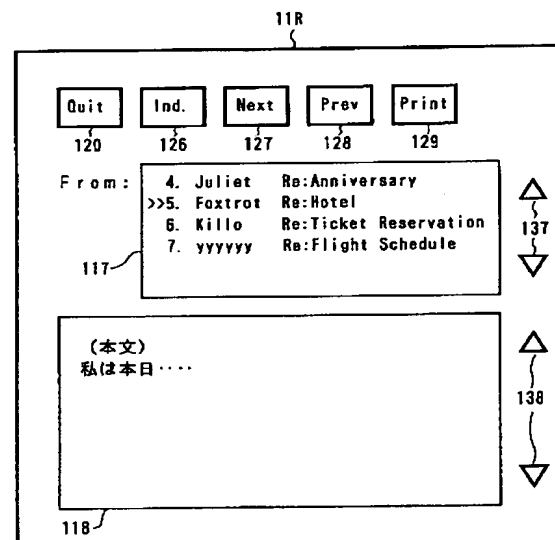 11R
Quit Ind. Next Prev Print
120 126 127 128 129
From: 4. Juliet Re:Anniversary
>>5. Foxtrot Re:Hotel
6. Killo Re:Ticket Reservation
7. yyyyyy Re:Flight Schedule
137
117
(本文)
私は本日‥‥
138
118